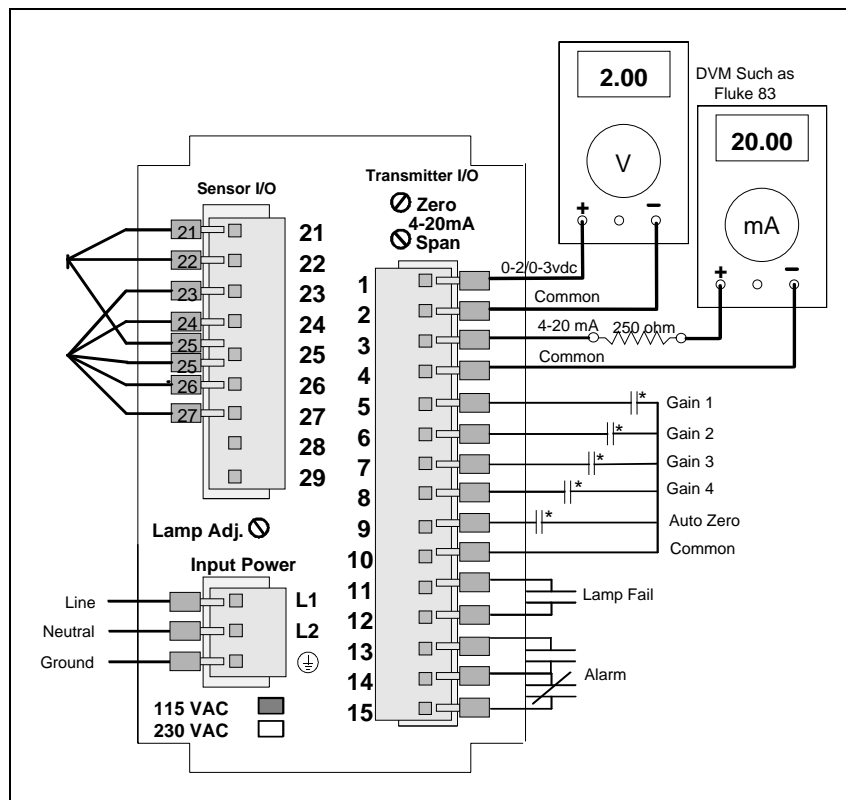 2.00
DVM Such as
Fluke 83
V
+
−
20.00
mA
+
−
Sensor I/O
Transmitter I/O
Zero
4-20mA
Span
21 21
22 22
23 23
24 24
25
25 25
26 26
27 27
28
29
1 0-2/0-3vdc
2 Common
3 4-20 mA 250 ohm
4 Common
5 * Gain 1
6 * Gain 2
7 * Gain 3
8 * Gain 4
9 * Auto Zero
10 Common
11
Lamp Fail
12
13
14 Alarm
15
Lamp Adj.
Input Power
Line L1
Neutral L2
Ground
115 VAC
230 VAC